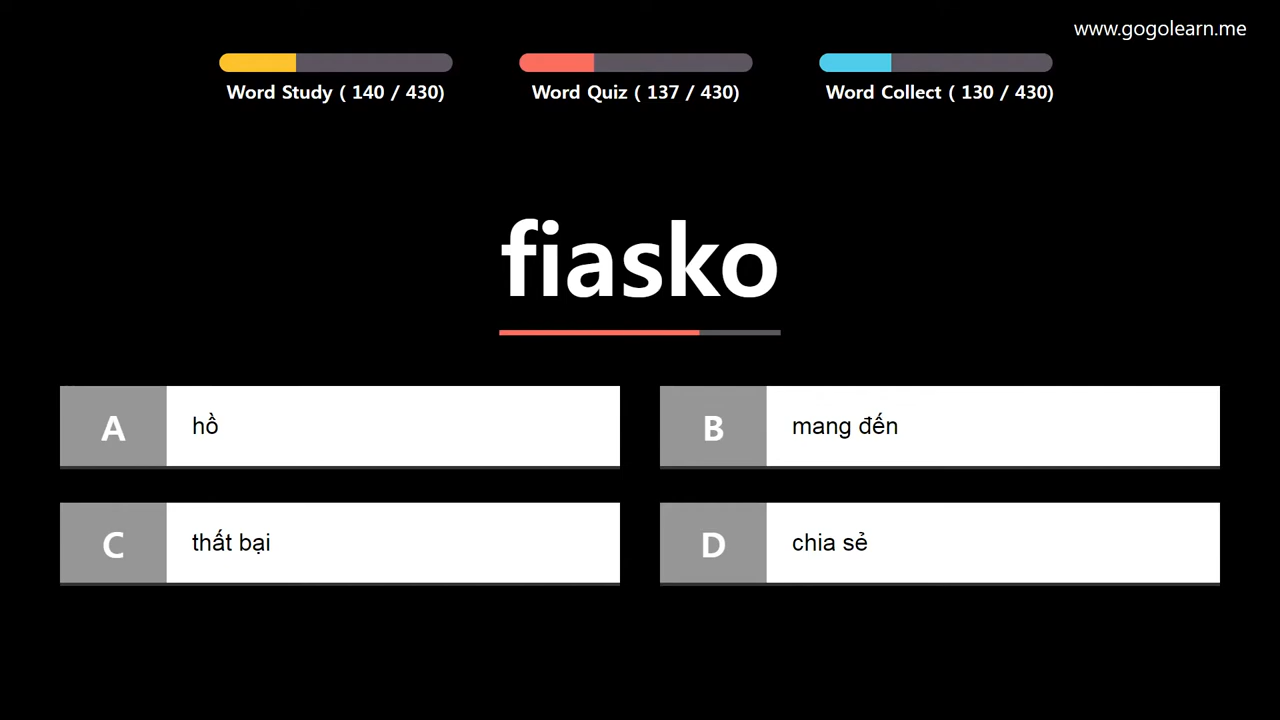 www.gogolearn.me
Word Study ( 140 / 430)
Word Quiz ( 137 / 430)
Word Collect ( 130 / 430)
fiasko
A
hồ
B
mang đến
C
thất bại
D
chia sẻ